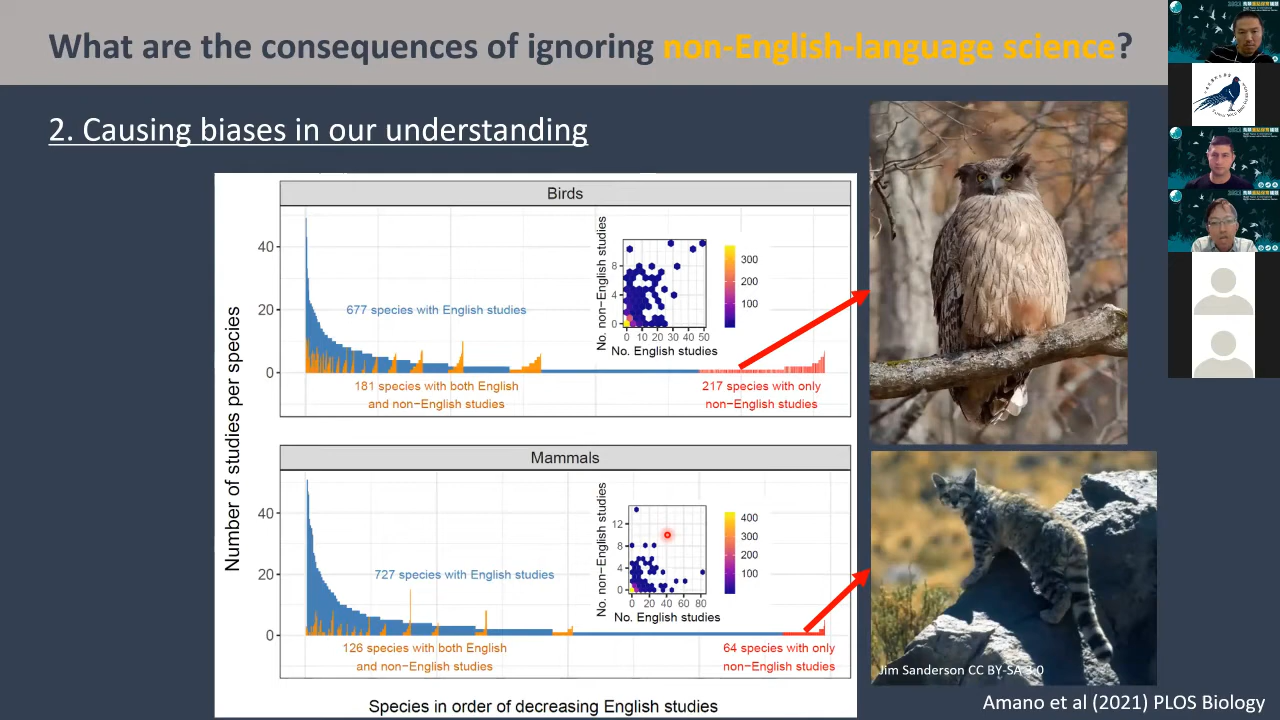 What are the consequences of ignoring non-English-language science?
2. Causing biases in our understanding
Birds
Number of studies per species
40
20
0
677 species with English studies
181 species with both English
and non−English studies
217 species with only
non−English studies
No. non−English studies
8
4
0
0 10 20 30 40 50
No. English studies
300
200
100
Mammals
40
20
0
727 species with English studies
126 species with both English
and non−English studies
64 species with only
non−English studies
No. non−English studies
12
8
4
0
0 20 40 60 80
No. English studies
400
300
200
100
Species in order of decreasing English studies
Jim Sanderson CC BY-SA 3.0
Amano et al (2021) PLOS Biology